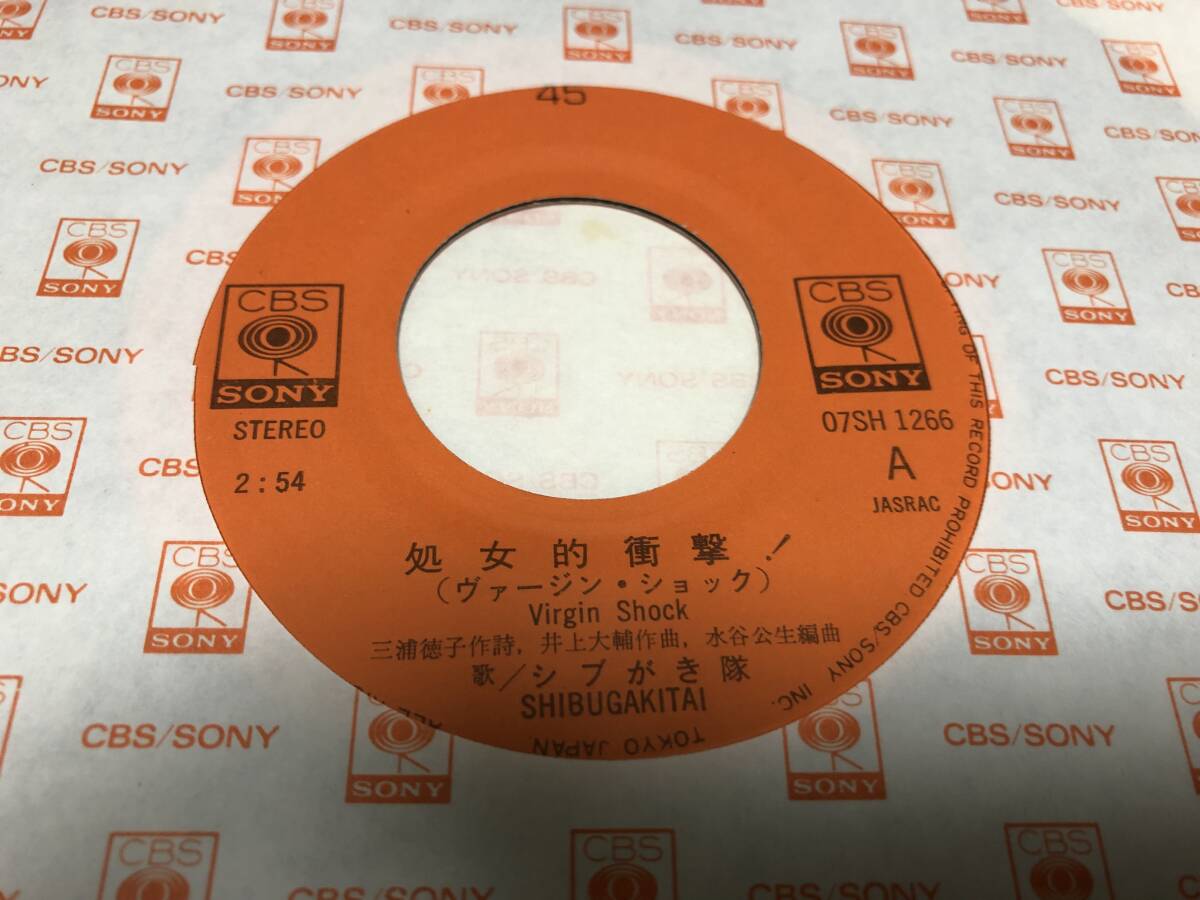 45
CBS
SONY
STEREO
2:54
CBS
SONY
07SH 1266
A
JASRAC
処女的衝撃!
(ヴァージン・ショック)
Virgin Shock
三浦徳子作詩, 井上大輔作曲, 水谷公生編曲
歌/シブがき隊
SHIBUGAKITAI
OF THIS RECORD PROHIBITED CBS/SONY INC.
TOKYO JAPAN
CBS/SONY
CBS
SONY